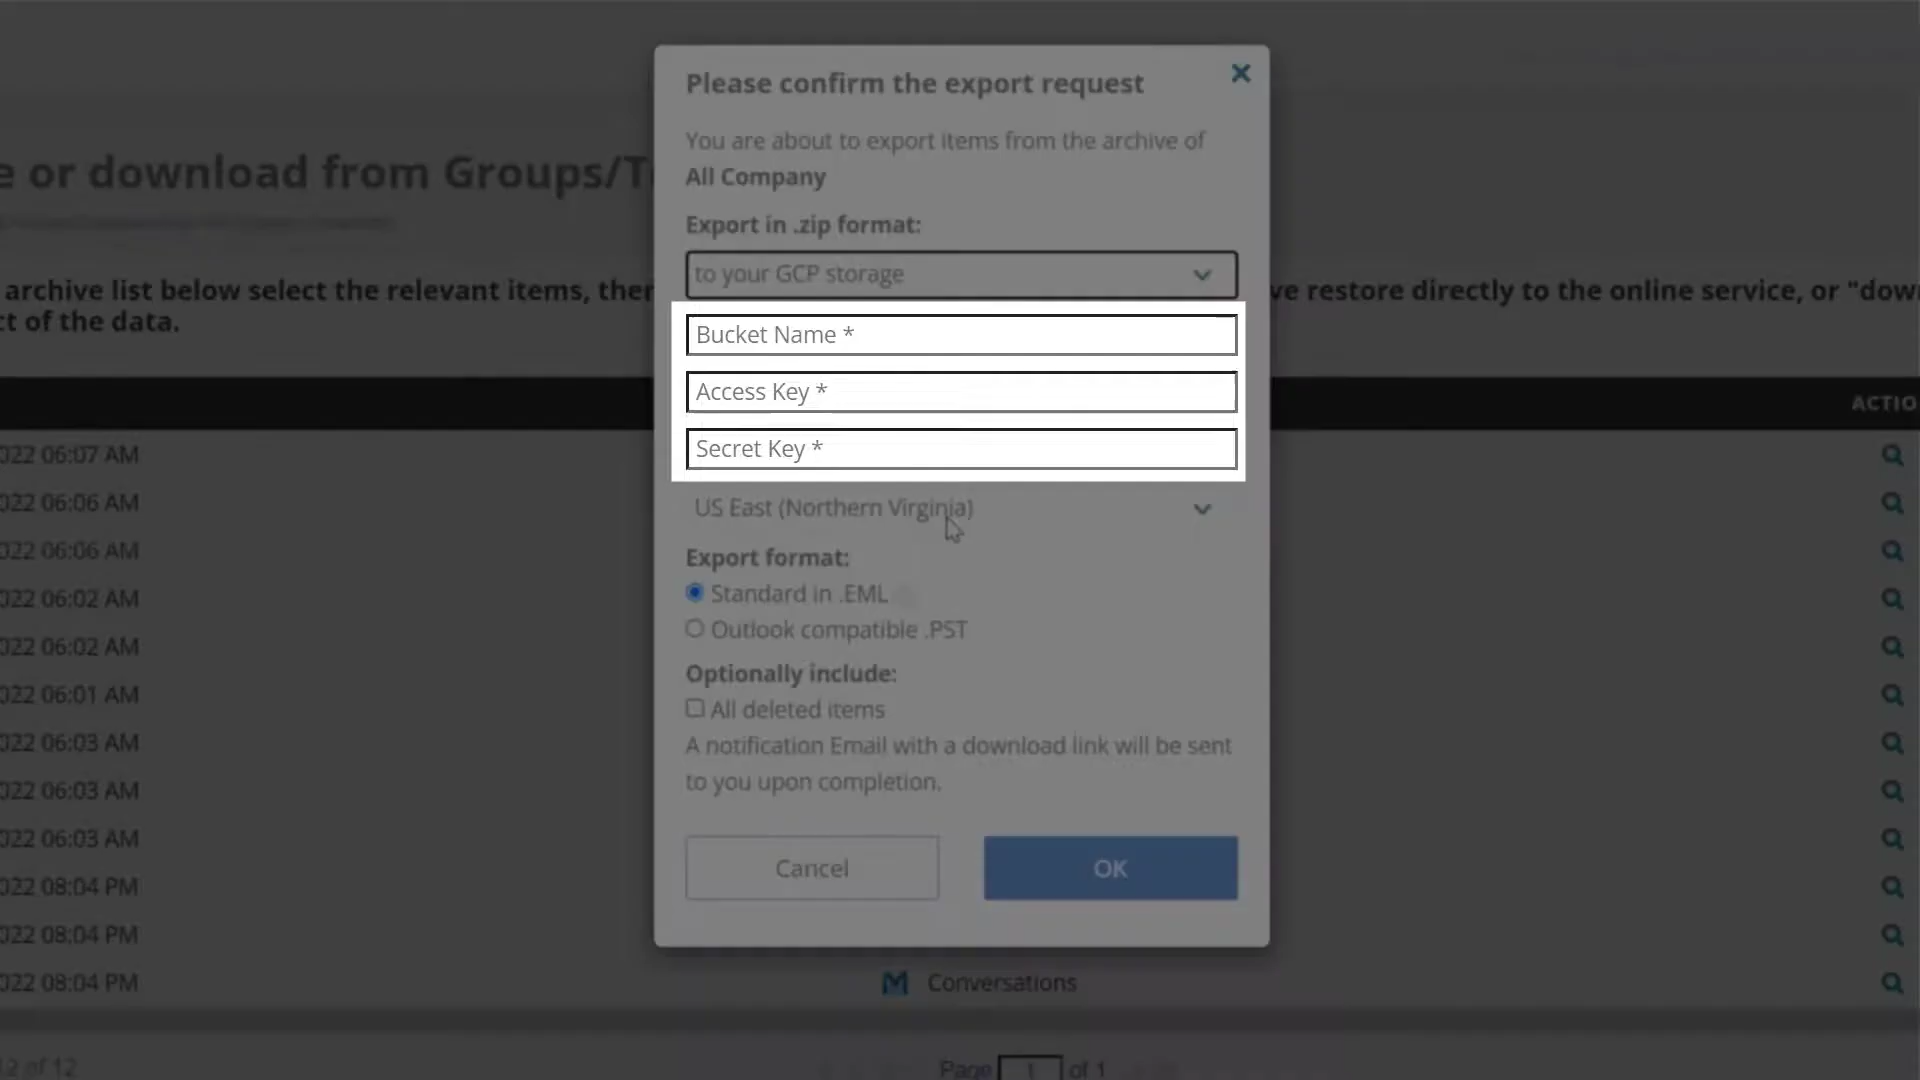 Please confirm the export request
You are about to export items from the archive of
All Company
e or download from Groups/T
Export in .zip format:
to your GCP storage
archive list below select the relevant items, ther
ve restore directly to the online service, or "dow
ct of the data.
Bucket Name *
Access Key *
Secret Key *
ACTIO
022 06:07 AM
022 06:06 AM
US East (Northern Virginia)
022 06:06 AM
Export format:
022 06:02 AM
Standard in .EML
Outlook compatible .PST
022 06:02 AM
Optionally include:
022 06:01 AM
All deleted items
022 06:03 AM
A notification Email with a download link will be sent
to you upon completion.
022 06:03 AM
022 06:03 AM
Cancel
OK
022 08:04 PM
022 08:04 PM
022 08:04 PM
Conversations
12 of 12
Page 1 of 1